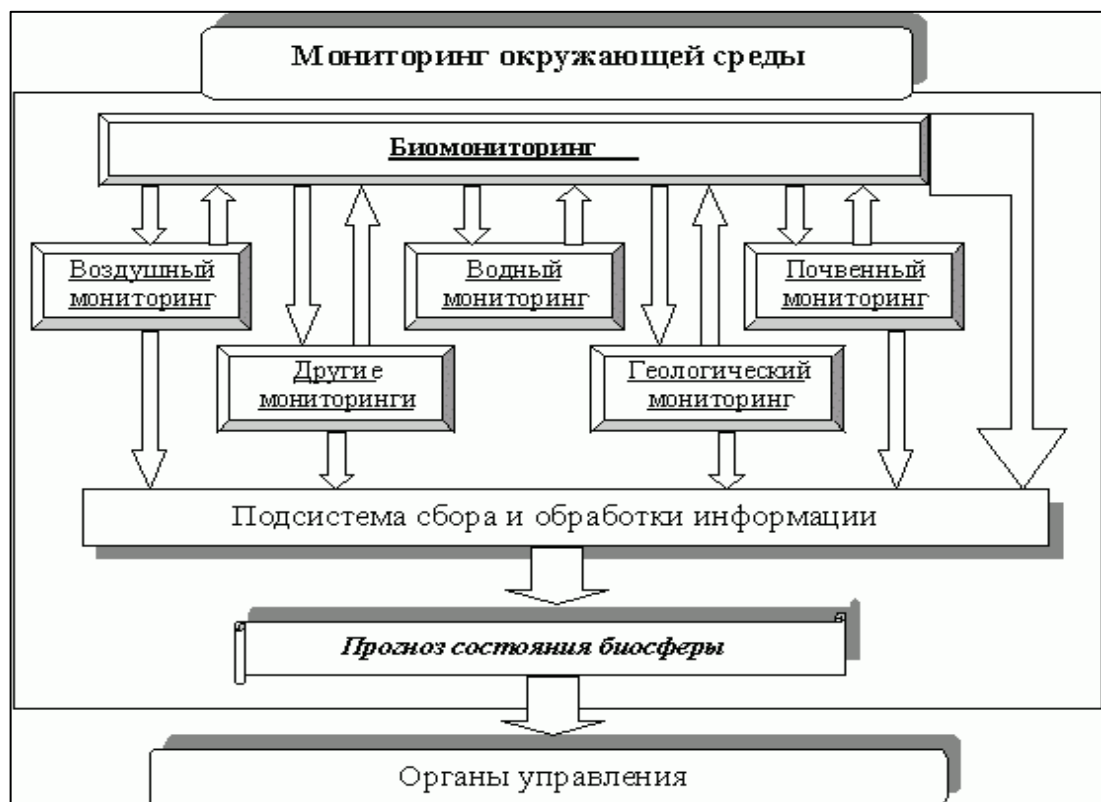 Мониторинг окружающей среды
Биомониторинг
Воздушный
мониторинг
Водный
мониторинг
Почвенный
мониторинг
Другие
мониторинги
Геологический
мониторинг
Подсистема сбора и обработки информации
Прогноз состояния биосферы
Органы управления